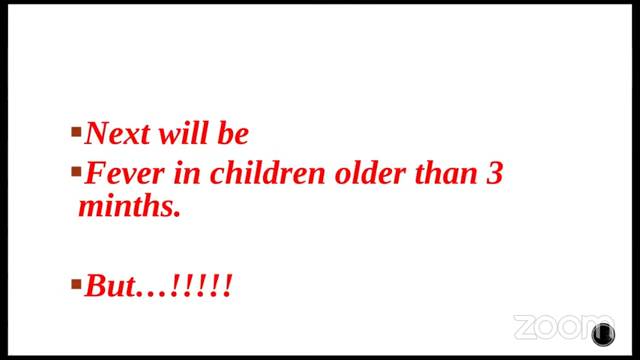 Next will be
Fever in children older than 3
minths.
But…!!!!!
zoom